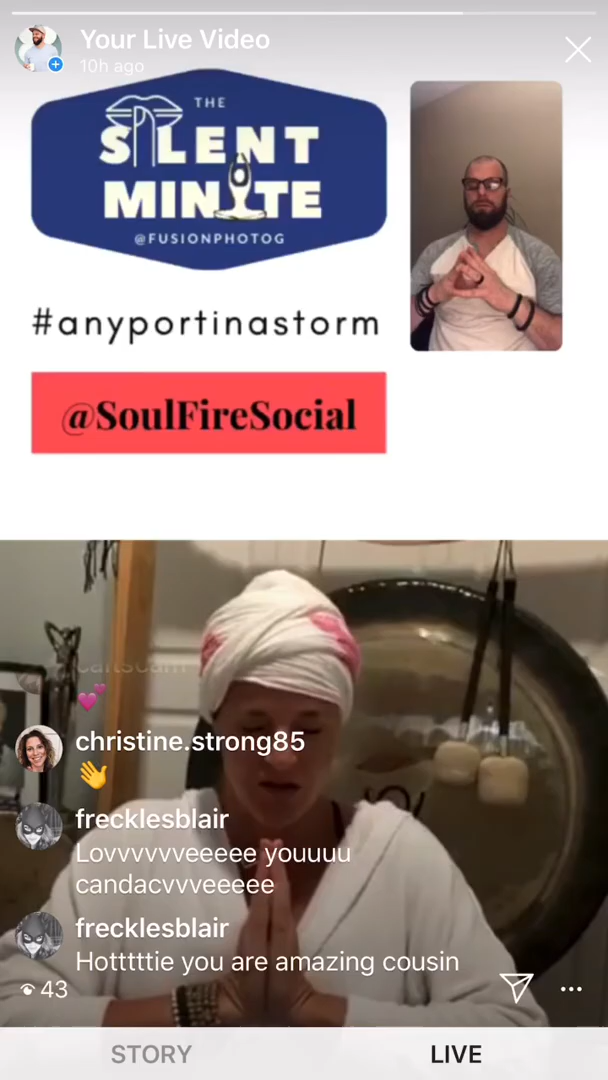 Your Live Video
10h ago
THE
SILENT
MINUTE
@FUSIONPHOTOG
#anyportinastorm
@SoulFireSocial
christine.strong85
👋
frecklesblair
Lovvvvvveeeee youuuu
candacvvveeeee
frecklesblair
Hotttttie you are amazing cousin
43
STORY LIVE